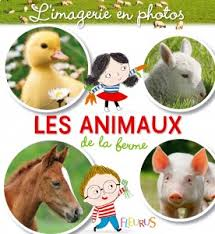 L'imagerie en photos
LES ANIMAUX
de la ferme
FLEURUS